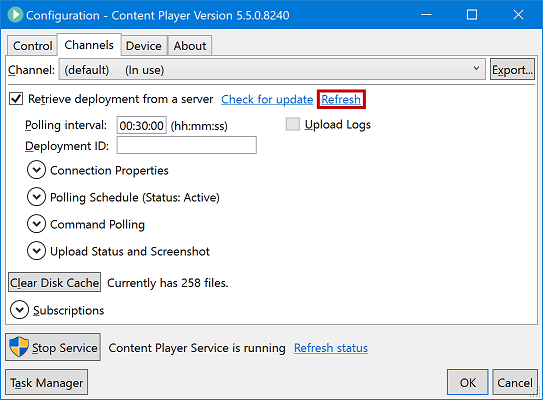 Configuration - Content Player Version 5.5.0.8240
Control Channels Device About
Channel: (default) (In use) Export...
Retrieve deployment from a server Check for update Refresh
Polling interval: 00:30:00 (hh:mm:ss) Upload Logs
Deployment ID:
Connection Properties
Polling Schedule (Status: Active)
Command Polling
Upload Status and Screenshot
Clear Disk Cache Currently has 258 files.
Subscriptions
Stop Service Content Player Service is running Refresh status
Task Manager OK Cancel